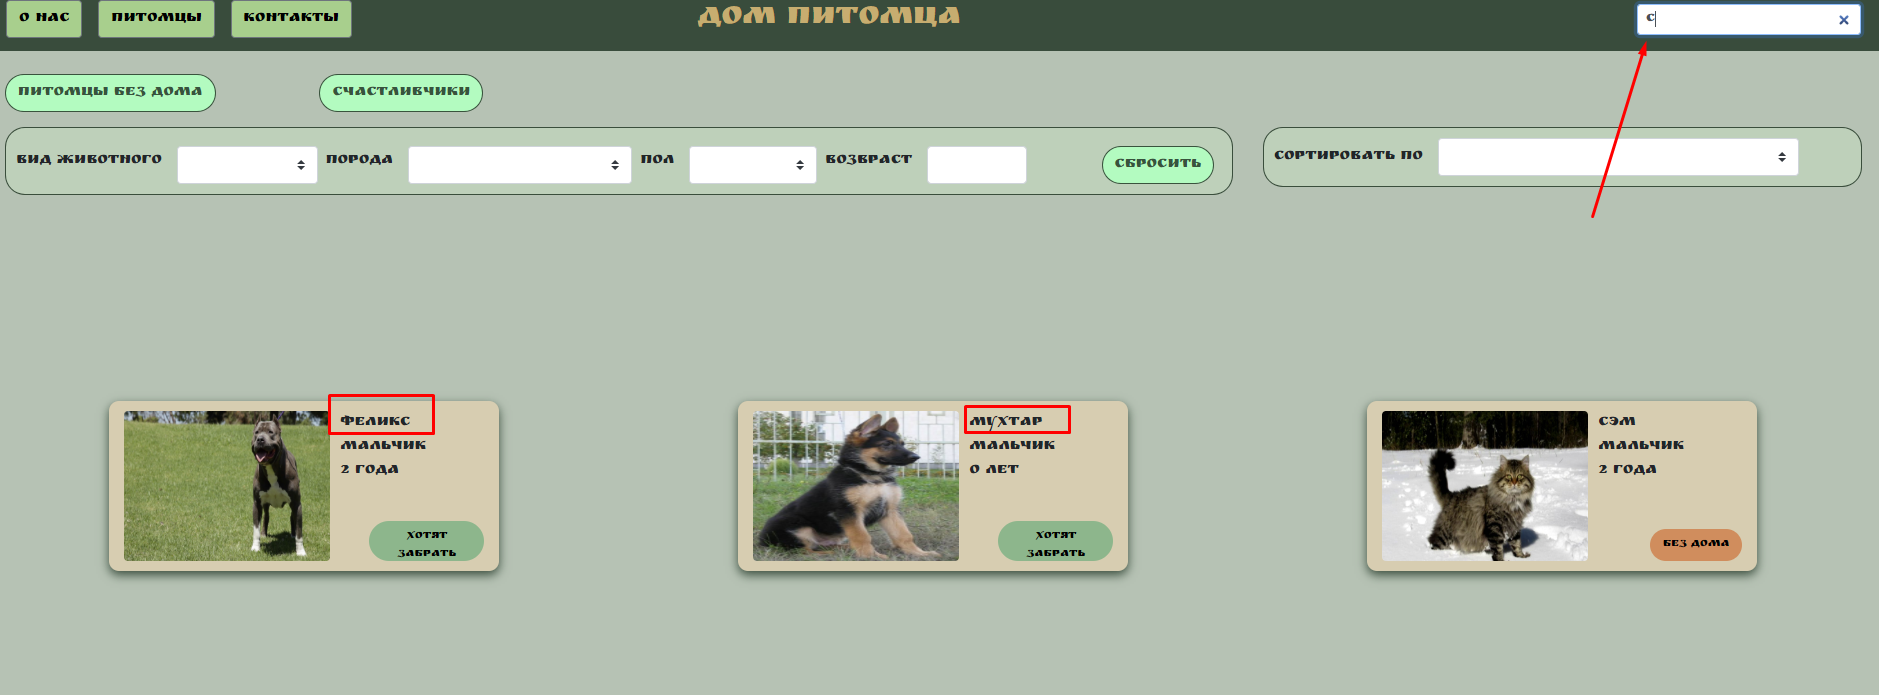 О НАС
ПИТОМЦЫ
КОНТАКТЫ
ДОМ ПИТОМЦА
С
ПИТОМЦЫ БЕЗ ДОМА
СЧАСТЛИВЧИКИ
ВИД ЖИВОТНОГО
ПОРОДА
ПОЛ
ВОЗВРАСТ
СБРОСИТЬ
СОРТИРОВАТЬ ПО
ФЕЛИКС
МАЛЬЧИК
2 ГОДА
ХОТЯТ
ЗАБРАТЬ
МУХТАР
МАЛЬЧИК
0 ЛЕТ
ХОТЯТ
ЗАБРАТЬ
СЭМ
МАЛЬЧИК
2 ГОДА
БЕЗ ДОМА